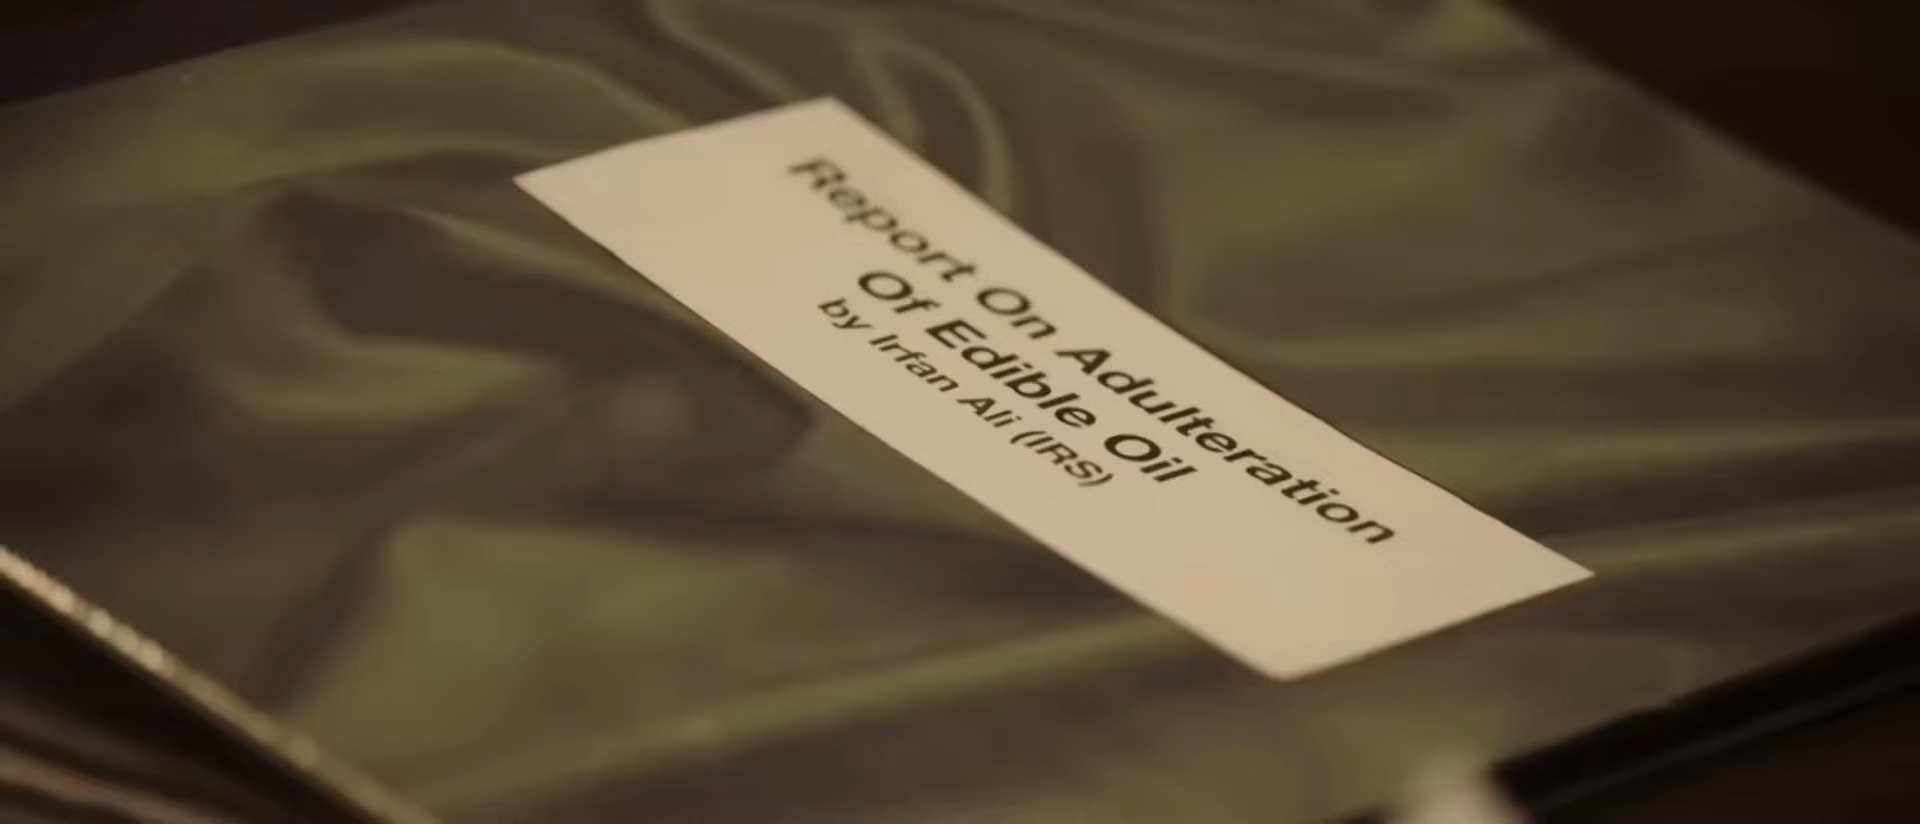 Report On Adulteration
Of Edible Oil
by Irfan Ali (IRS)